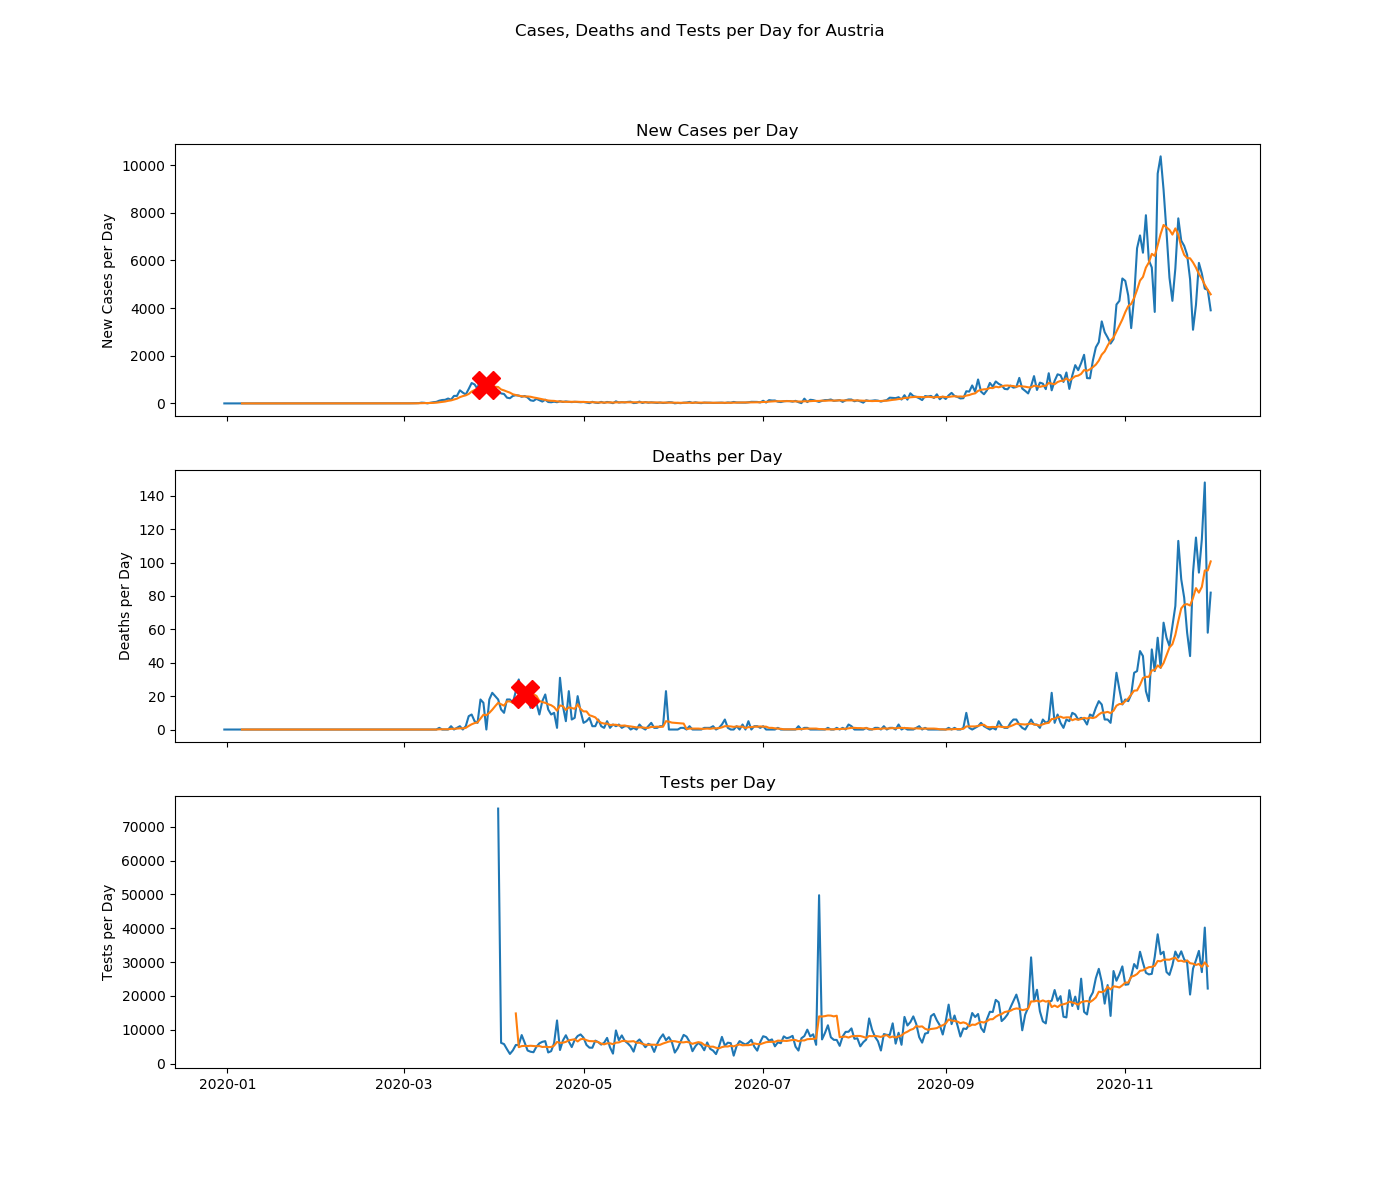 Cases, Deaths and Tests per Day for Austria
New Cases per Day
New Cases per Day
10000
8000
6000
4000
2000
0
Deaths per Day
Deaths per Day
140
120
100
80
60
40
20
0
Tests per Day
Tests per Day
70000
60000
50000
40000
30000
20000
10000
0
2020-01 2020-03 2020-05 2020-07 2020-09 2020-11